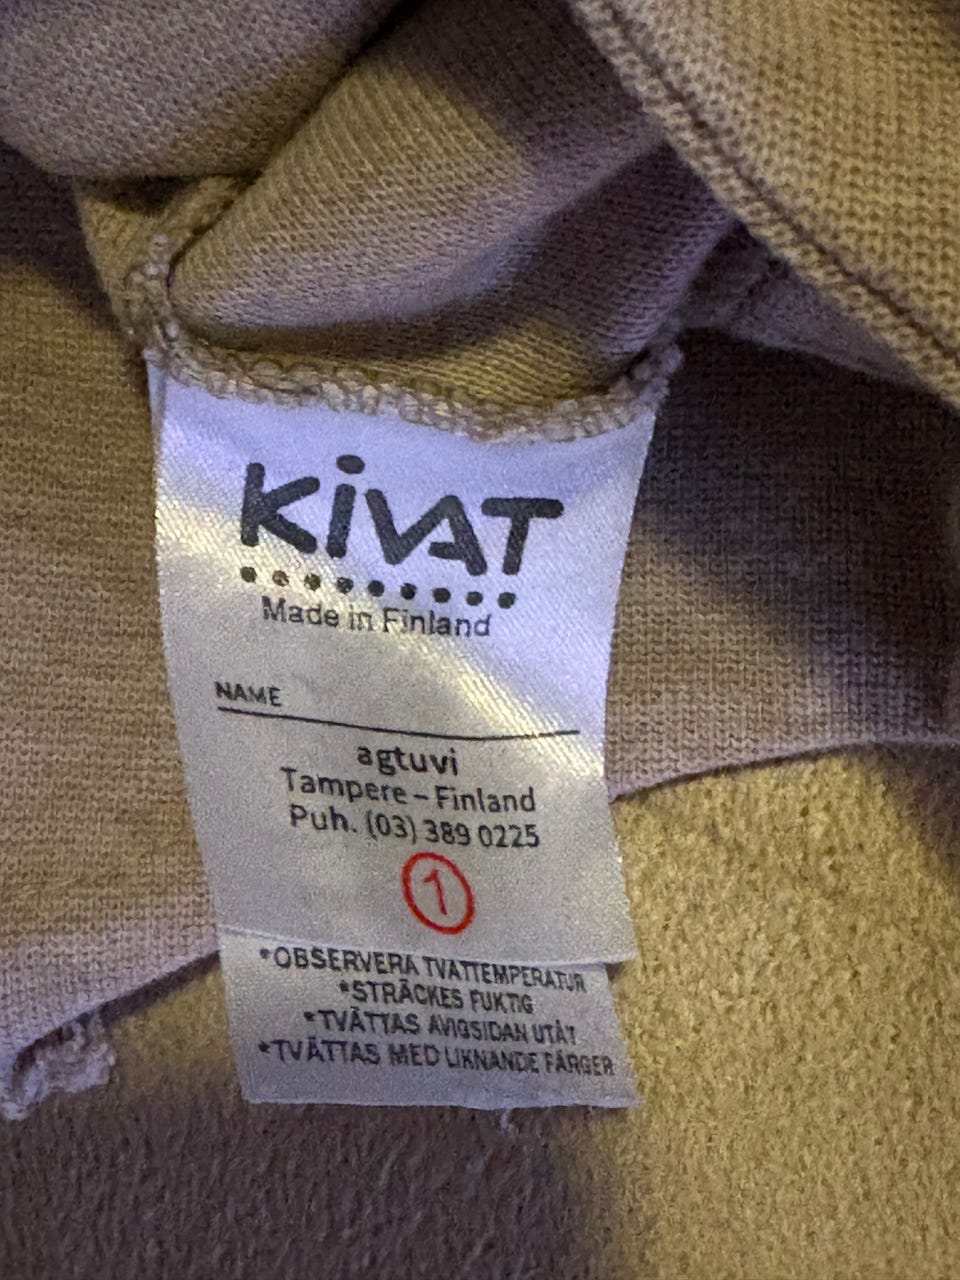 KIVAT
Made in Finland
NAME
agtuvi
Tampere – Finland
Puh. (03) 389 0225
1
*OBSERVERA TVÄTTEMPERATUR
*STRÄCKES FUKTIG
*TVÄTTAS AVIGSIDAN UTÅT
*TVÄTTAS MED LIKNANDE FÄRGER